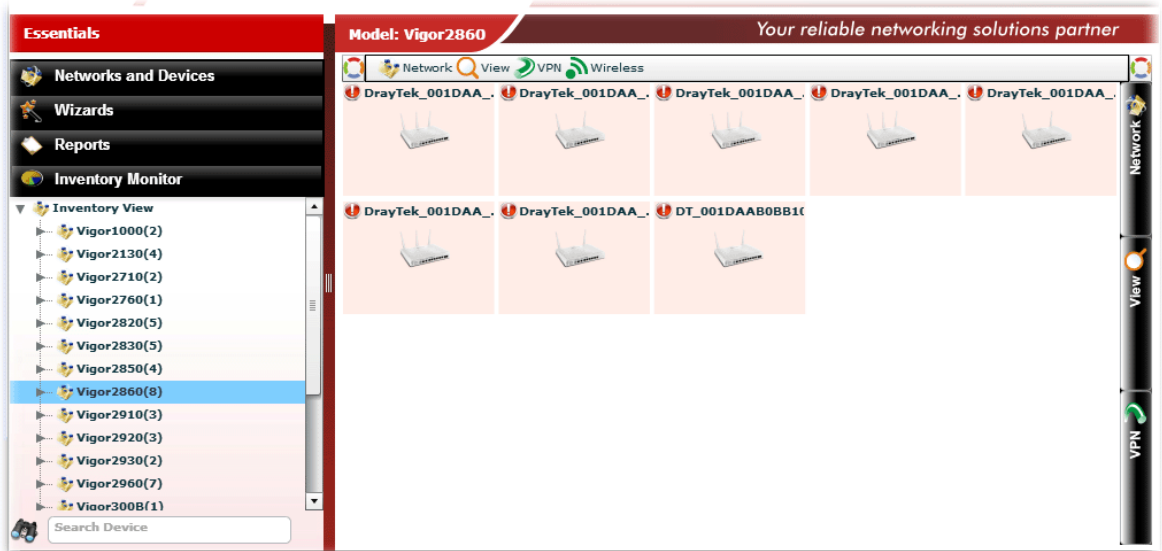 Essentials
Networks and Devices
Wizards
Reports
Inventory Monitor
Inventory View
Vigor1000(2)
Vigor2130(4)
Vigor2710(2)
Vigor2760(1)
Vigor2820(5)
Vigor2830(5)
Vigor2850(4)
Vigor2860(8)
Vigor2910(3)
Vigor2920(3)
Vigor2930(2)
Vigor2960(7)
Vigor300B(1)
Search Device
Model: Vigor2860
Your reliable networking solutions partner
Network View VPN Wireless
DrayTek_001DAA_. DrayTek_001DAA_. DrayTek_001DAA_. DrayTek_001DAA_. DrayTek_001DAA_.
DrayTek_001DAA_. DrayTek_001DAA_. DT_001DAAB0BB1(
Network
View
VPN